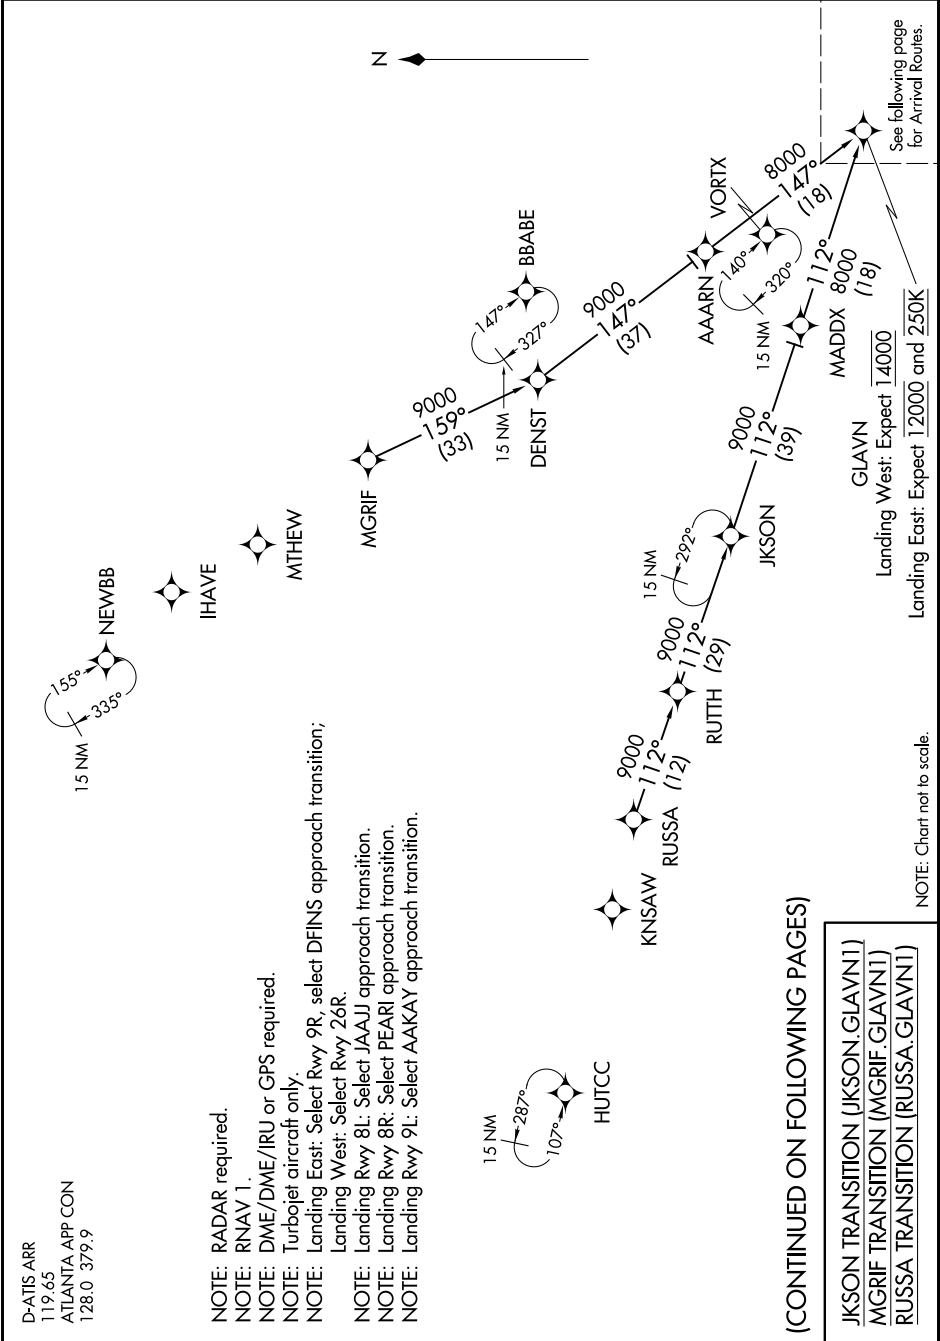 D-ATIS ARR
119.65
ATLANTA APP CON
128.0 379.9
NOTE: RADAR required.
NOTE: RNAV 1.
NOTE: DME/DME/IRU or GPS required.
NOTE: Turbojet aircraft only.
NOTE: Landing East: Select Rwy 9R, select DFINS approach transition;
Landing West: Select Rwy 26R.
NOTE: Landing Rwy 8L: Select JAAJJ approach transition.
NOTE: Landing Rwy 8R: Select PEARI approach transition.
NOTE: Landing Rwy 9L: Select AAKAY approach transition.
15 NM
155°
335°
NEWBB
IHAVE
MTHEW
MGRIF
9000
159°
(33)
15 NM
147°
327°
BBABE
DENST
9000
147°
(37)
AAARN
VORTX
15 NM
140°
320°
8000
147°
(18)
N
See following page
for Arrival Routes.
15 NM
287°
107°
HUTCC
KNSAW
RUSSA
9000
112°
(12)
RUTTH
9000
112°
(29)
15 NM
292°
JKSON
9000
112°
(39)
MADDX
112°
8000
(18)
GLAVN
Landing West: Expect 14000
Landing East: Expect 12000 and 250K
NOTE: Chart not to scale.
(CONTINUED ON FOLLOWING PAGES)
JKSON TRANSITION (JKSON.GLAVN1)
MGRIF TRANSITION (MGRIF.GLAVN1)
RUSSA TRANSITION (RUSSA.GLAVN1)